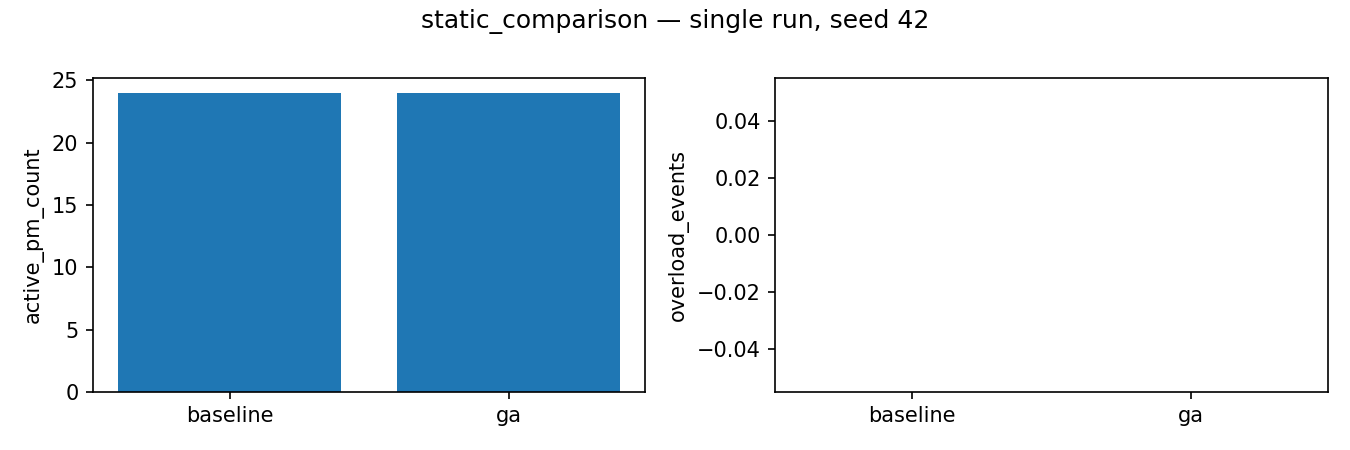 static_comparison — single run, seed 42
active_pm_count
25
20
15
10
5
0
baseline ga
overload_events
0.04
0.02
0.00
−0.02
−0.04
baseline ga